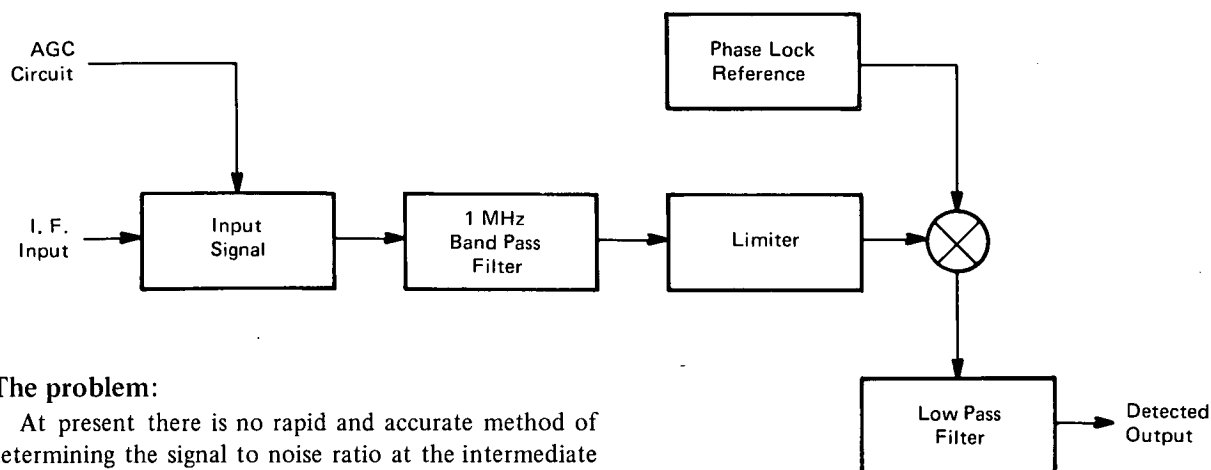 AGC
Circuit
Phase Lock
Reference
I. F.
Input
Input
Signal
1 MHz
Band Pass
Filter
Limiter
Low Pass
Filter
Detected
Output
The problem:
At present there is no rapid and accurate method of
etermining the signal to noise ratio at the intermediate